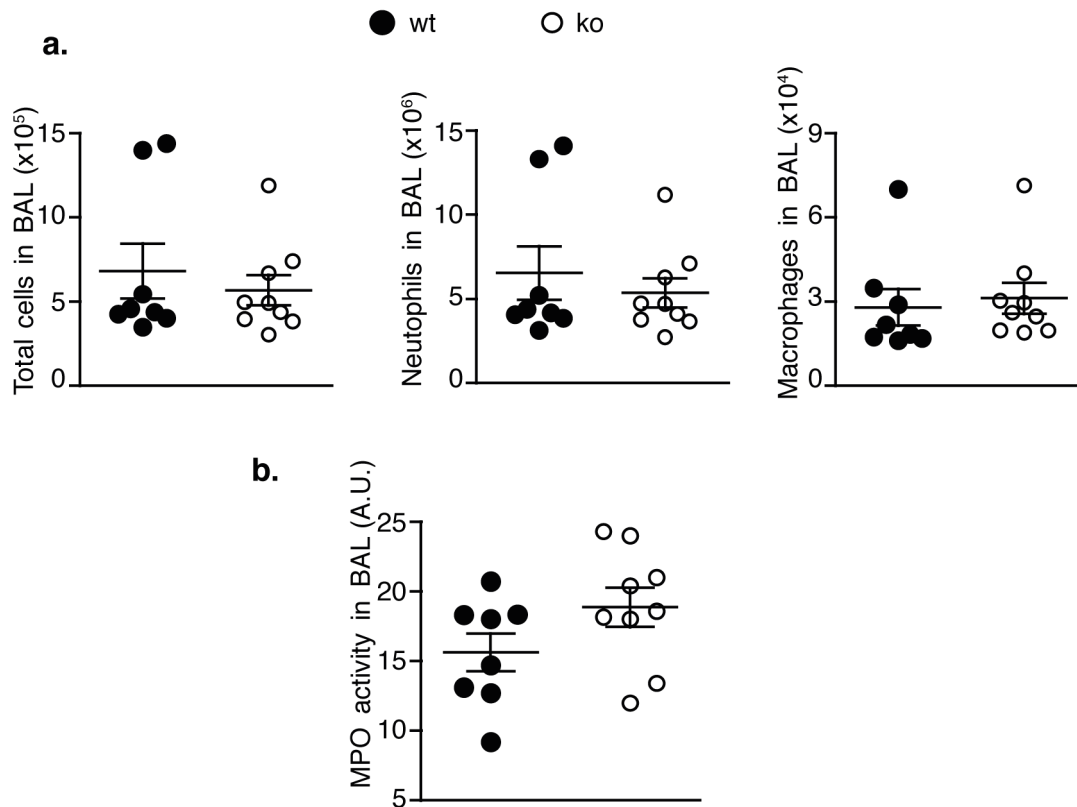 wt ko
a.
Total cells in BAL (x10⁵)
15
10
5
0
Neutophils in BAL (x10⁶)
15
10
5
0
Macrophages in BAL (x10⁴)
9
6
3
0
b.
MPO activity in BAL (A.U.)
25
20
15
10
5